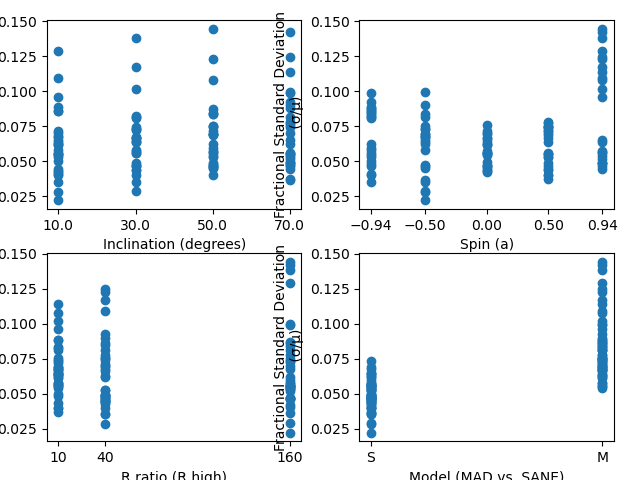 0.150
0.125
0.100
0.075
0.050
0.025
10.0 30.0 50.0 70.0
Inclination (degrees)
Fractional Standard Deviation
(σ/μ)
0.150
0.125
0.100
0.075
0.050
0.025
−0.94 −0.50 0.00 0.50 0.94
Spin (a)
0.150
0.125
0.100
0.075
0.050
0.025
10 40 160
R ratio (R high)
Fractional Standard Deviation
(σ/μ)
0.150
0.125
0.100
0.075
0.050
0.025
S M
Model (MAD vs. SANE)